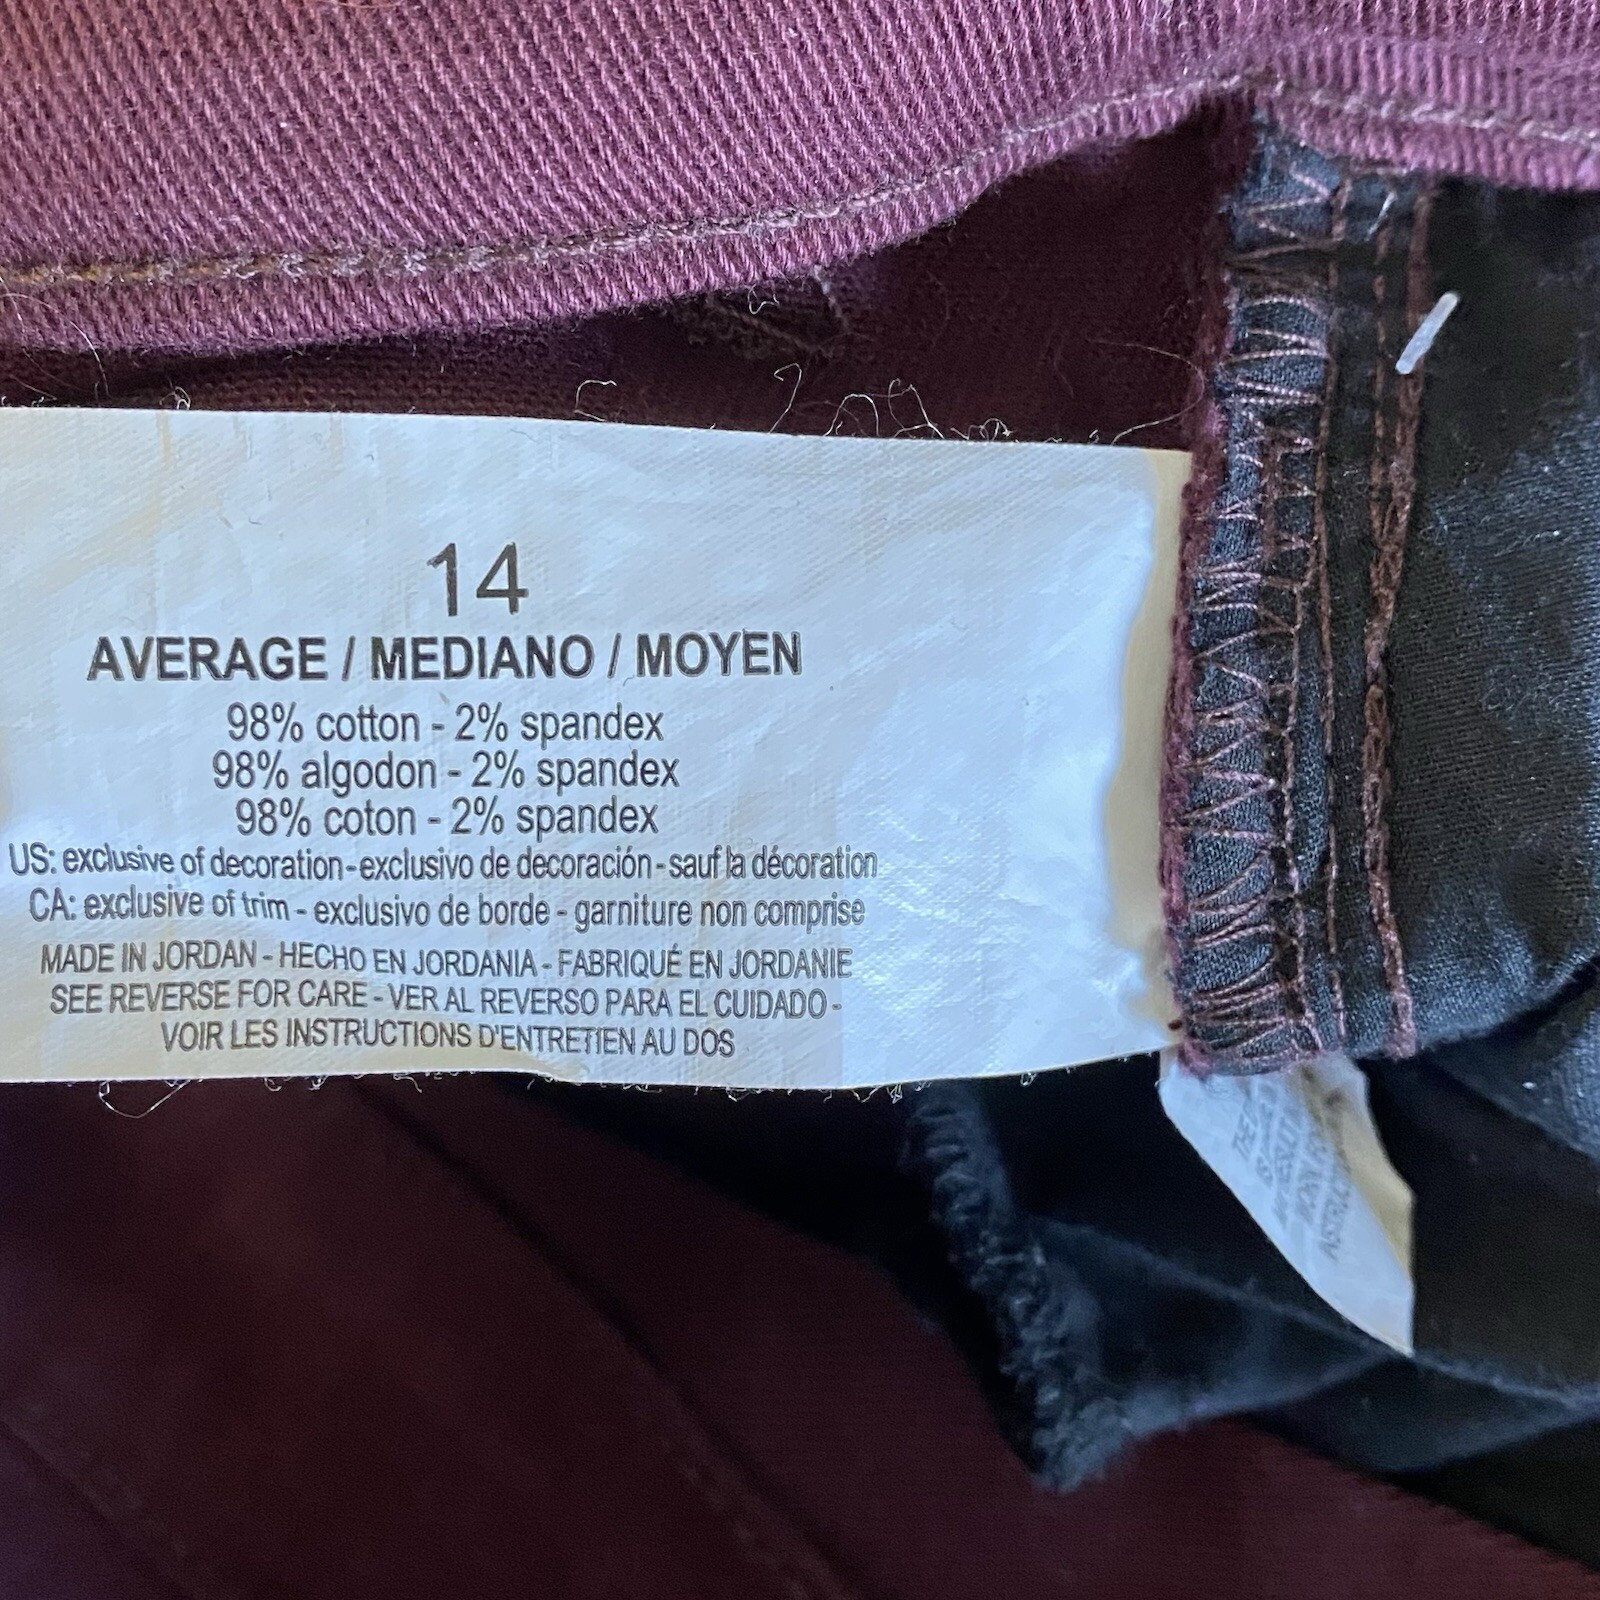 14
AVERAGE / MEDIANO / MOYEN
98% cotton - 2% spandex
98% algodon - 2% spandex
98% coton - 2% spandex
US: exclusive of decoration-exclusivo de decoración-sauf la décoration
CA: exclusive of trim - exclusivo de borde - garniture non comprise
MADE IN JORDAN - HECHO EN JORDANIA - FABRIQUÉ EN JORDANIE
SEE REVERSE FOR CARE - VER AL REVERSO PARA EL CUIDADO -
VOIR LES INSTRUCTIONS D'ENTRETIEN AU DOS